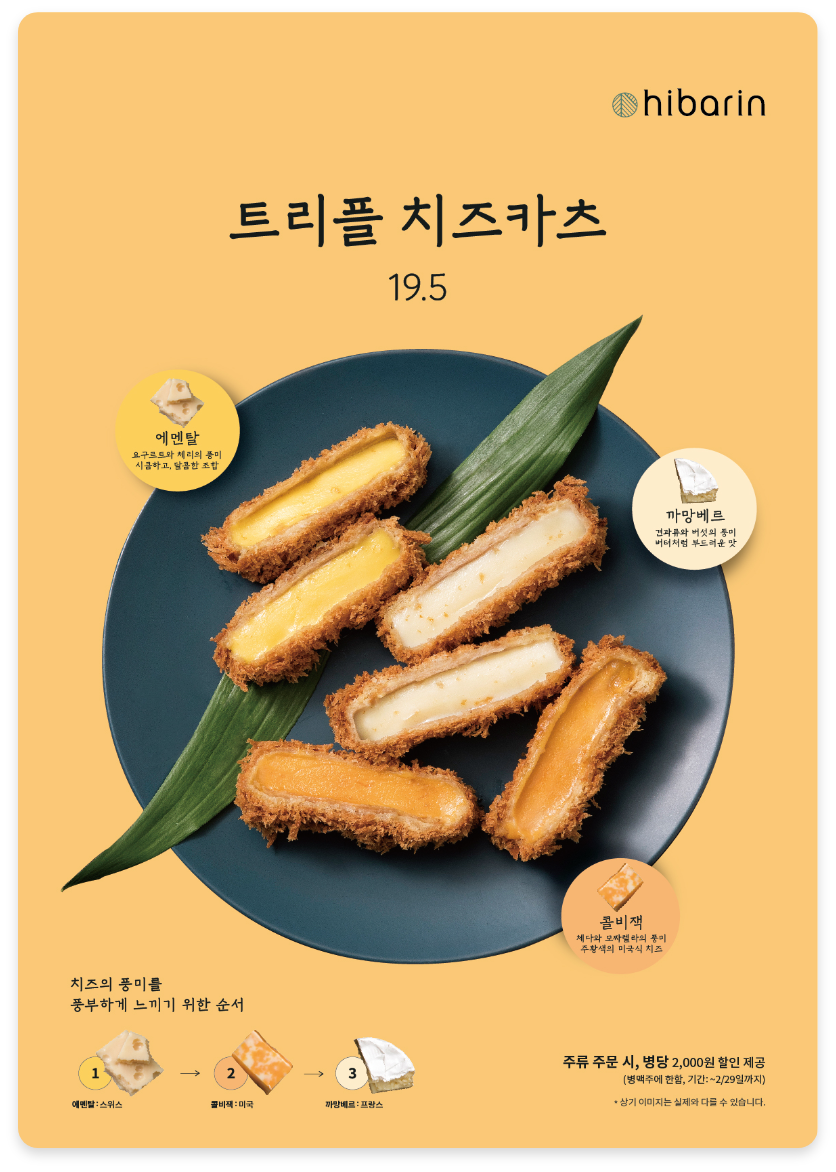 hibarin
트리플 치즈카츠
19.5
에멘탈
요구르트와 체리의 풍미
시큼하고, 달콤한 조합
까망베르
견과류와 버섯의 풍미
버터처럼 부드러운 맛
콜비잭
체다와 모짜렐라의 풍미
주황색의 미국식 치즈
치즈의 풍미를
풍부하게 느끼기 위한 순서
1 → 2 → 3
에멘탈 : 스위스 콜비잭 : 미국 까망베르 : 프랑스
주류 주문 시, 병당 2,000원 할인 제공
(병맥주에 한함, 기간: ~2/29일까지)
* 상기 이미지는 실제와 다를 수 있습니다.